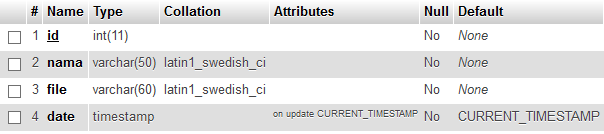 # Name Type Collation Attributes Null Default
1 id int(11) No None
2 nama varchar(50) latin1_swedish_ci No None
3 file varchar(60) latin1_swedish_ci No None
4 date timestamp on update CURRENT_TIMESTAMP No CURRENT_TIMESTAMP